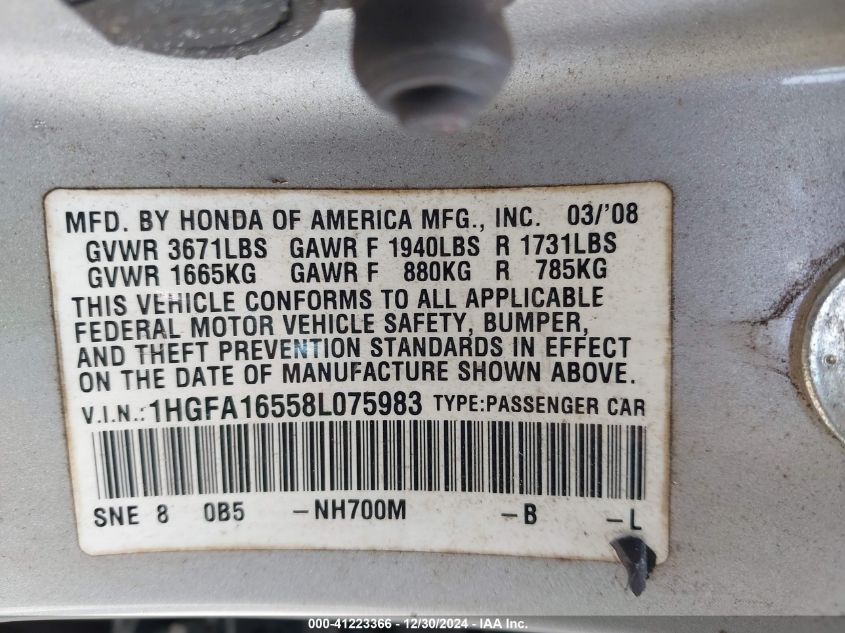 MFD. BY HONDA OF AMERICA MFG., INC. 03/'08
GVWR 3671LBS GAWR F 1940LBS R 1731LBS
GVWR 1665KG GAWR F 880KG R 785KG
THIS VEHICLE CONFORMS TO ALL APPLICABLE
FEDERAL MOTOR VEHICLE SAFETY, BUMPER,
AND THEFT PREVENTION STANDARDS IN EFFECT
ON THE DATE OF MANUFACTURE SHOWN ABOVE.
V.I.N.: 1HGFA16558L075983 TYPE:PASSENGER CAR
SNE 8 0B5 -NH700M -B -L
000-41223366 - 12/30/2024 - IAA Inc.